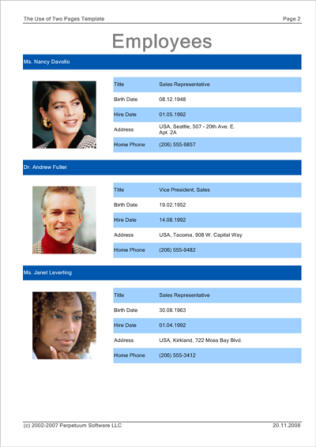 The Use of Two Pages Template Page 2
Employees
Ms. Nancy Davolio
Title Sales Representative
Birth Date 08.12.1948
Hire Date 01.05.1992
Address USA, Seattle, 507 - 20th Ave. E.
Apt. 2A
Home Phone (206) 555-9857
Dr. Andrew Fuller
Title Vice President, Sales
Birth Date 19.02.1952
Hire Date 14.08.1992
Address USA, Tacoma, 908 W. Capital Way
Home Phone (206) 555-9482
Ms. Janet Leverling
Title Sales Representative
Birth Date 30.08.1963
Hire Date 01.04.1992
Address USA, Kirkland, 722 Moss Bay Blvd.
Home Phone (206) 555-3412
(c) 2002-2007 Perpetuum Software LLC 20.11.2008